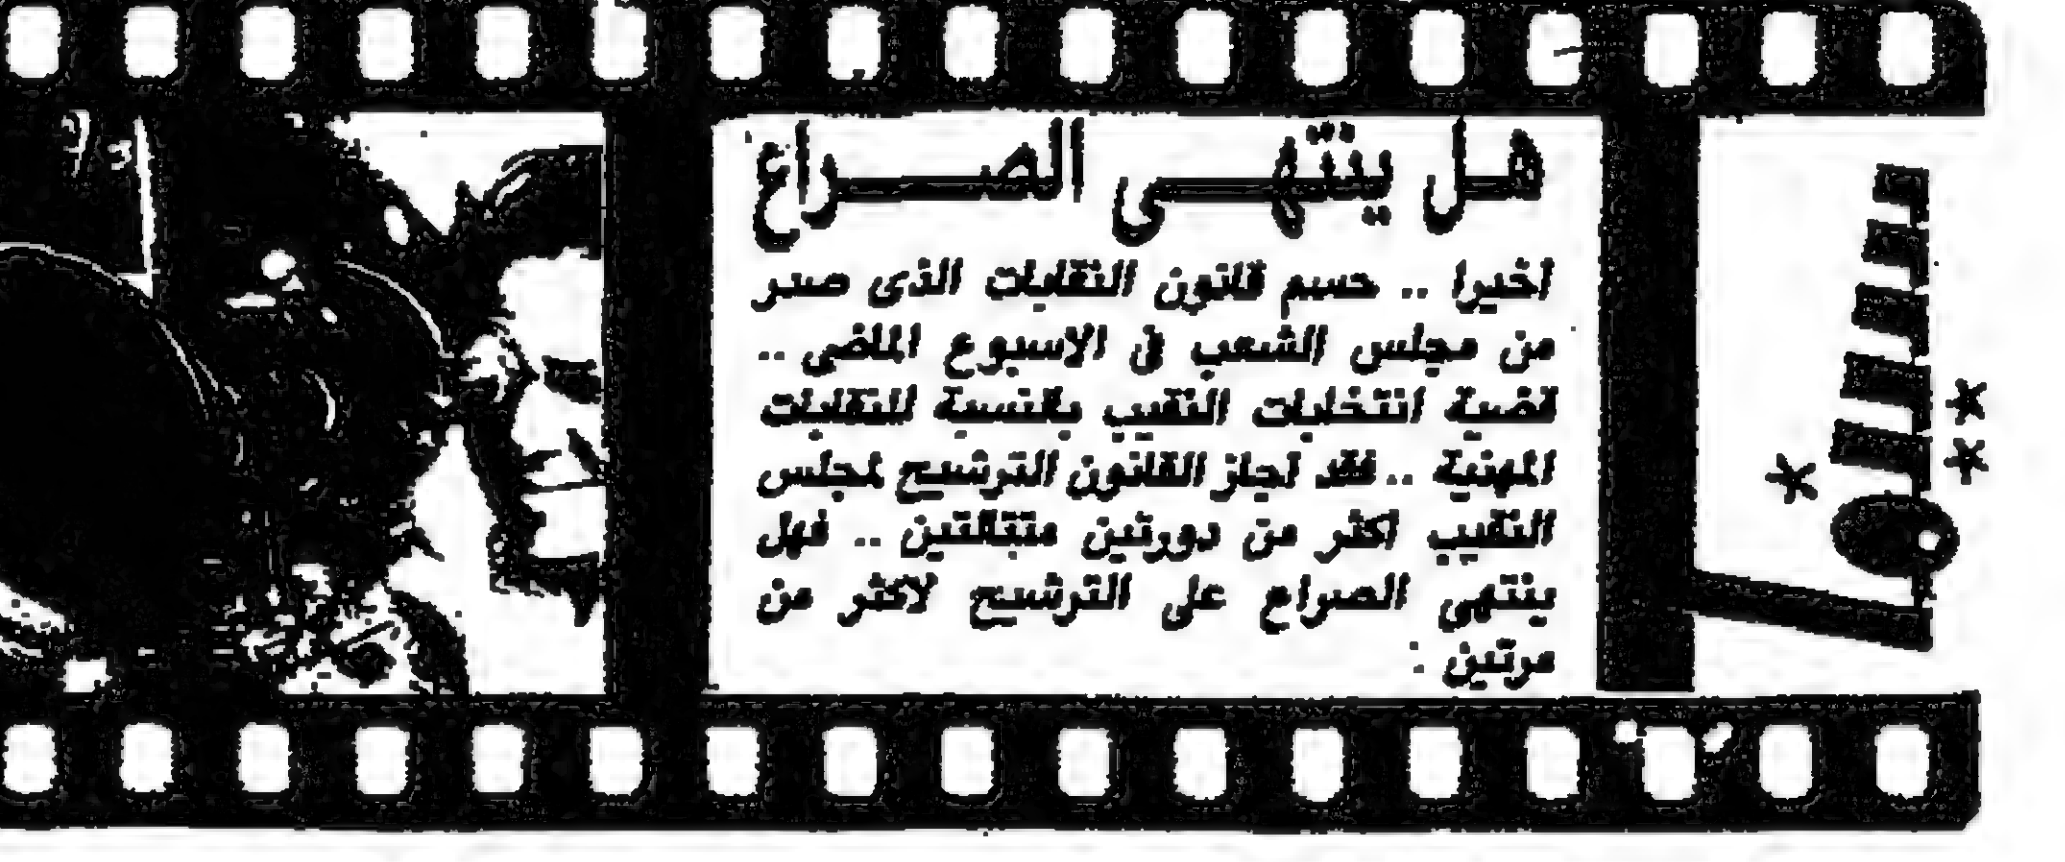 هل ينتهى الصراع
اخيرا .. حسم قانون النقابات الذى صدر
من مجلس الشعب فى الاسبوع الماضى ..
قضية انتخابات النقيب بالنسبة للنقابات
المهنية .. فقد اجاز القانون الترشيح لمجلس
النقيب اكثر من دورتين متتالتين .. فهل
ينتهى الصراع على الترشيح لاكثر من
مرتين :